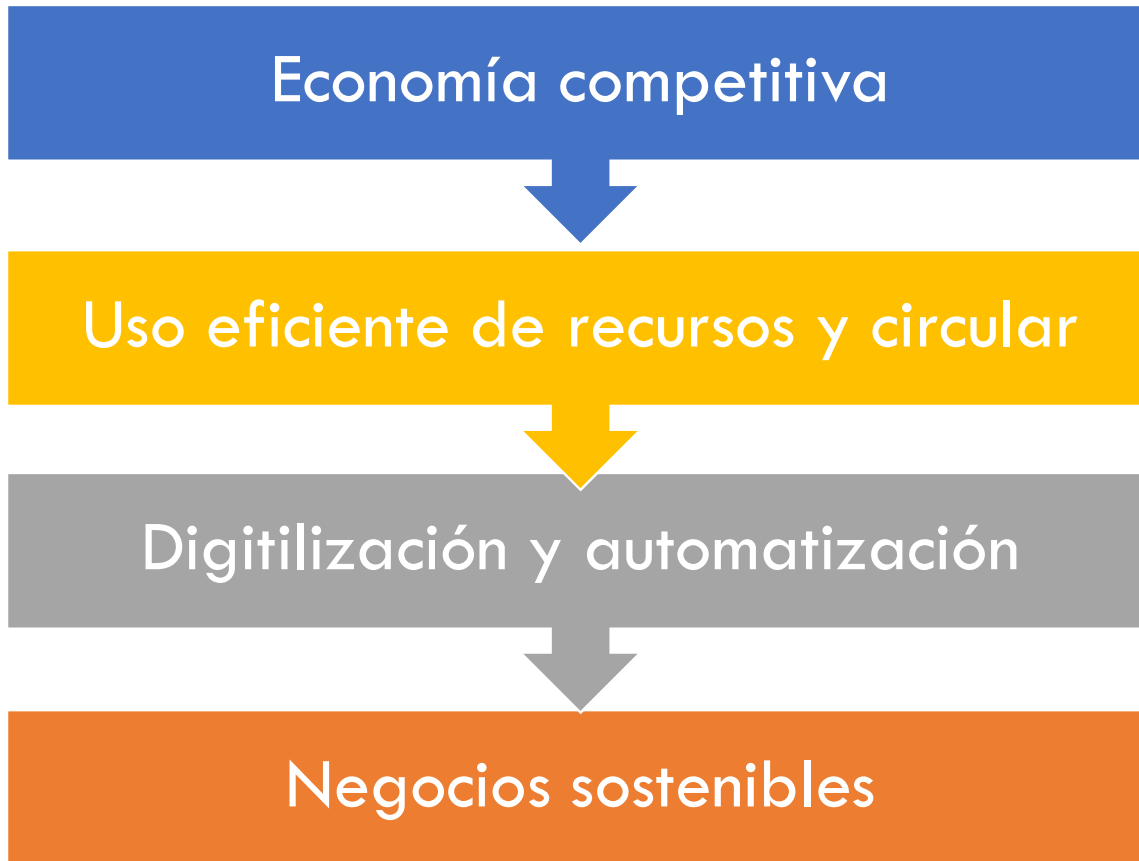 Economía competitiva
Uso eficiente de recursos y circular
Digitilización y automatización
Negocios sostenibles